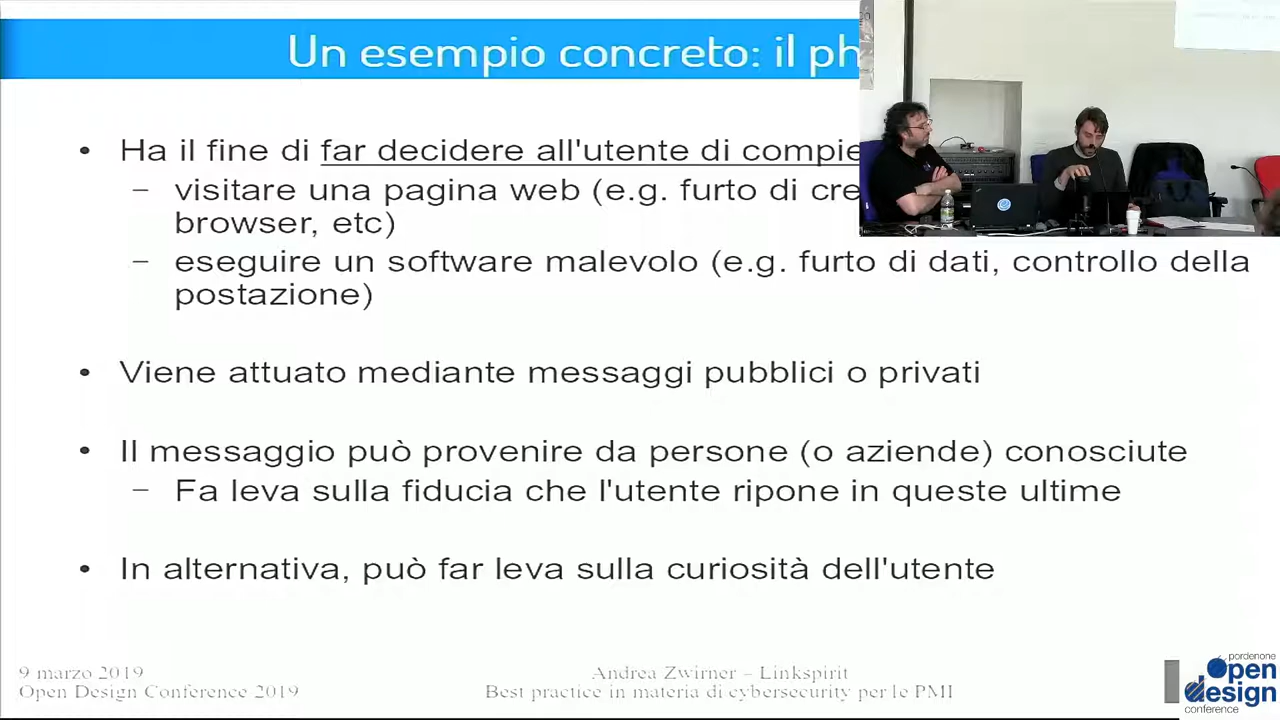 Un esempio concreto: il ph
• Ha il fine di far decidere all'utente di compie
– visitare una pagina web (e.g. furto di cre
browser, etc)
– eseguire un software malevolo (e.g. furto di dati, controllo della
postazione)
• Viene attuato mediante messaggi pubblici o privati
• Il messaggio può provenire da persone (o aziende) conosciute
– Fa leva sulla fiducia che l'utente ripone in queste ultime
• In alternativa, può far leva sulla curiosità dell'utente
9 marzo 2019
Open Design Conference 2019
Andrea Zwirner – Linkspirit
Best practice in materia di cybersecurity per le PMI
pordenone
open
design
conference